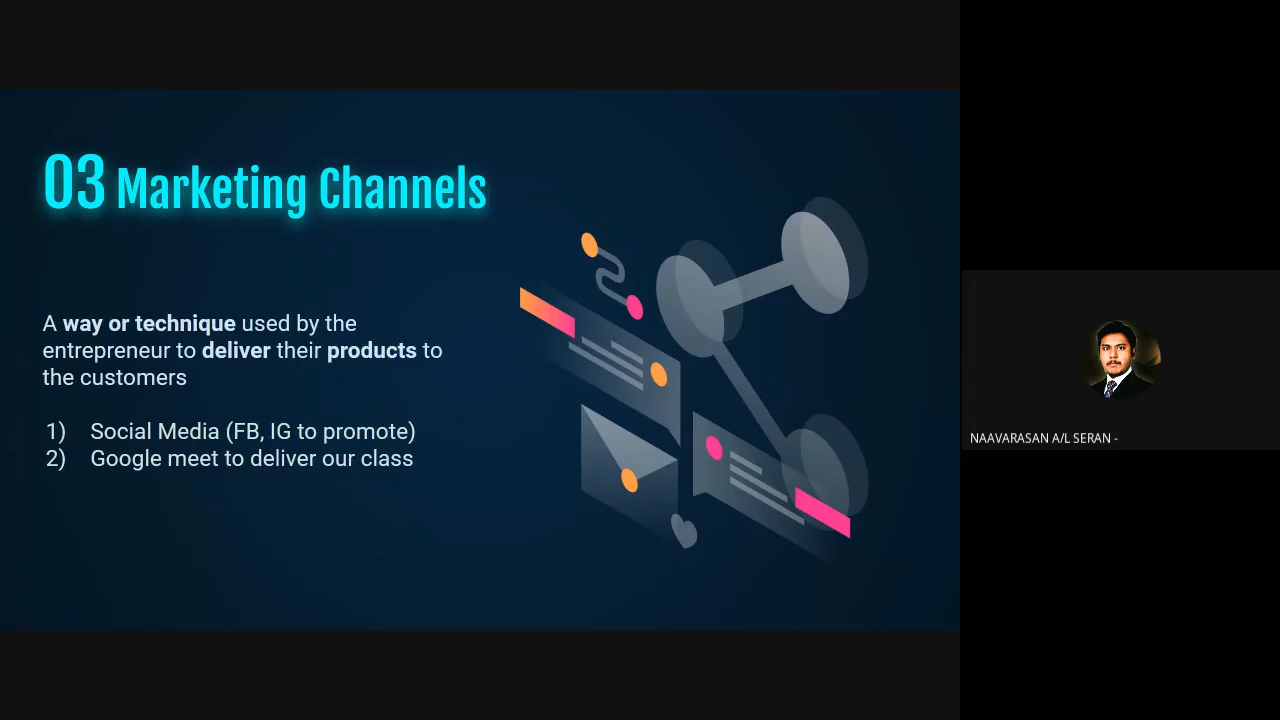 03 Marketing Channels
A way or technique used by the
entrepreneur to deliver their products to
the customers
1) Social Media (FB, IG to promote)
2) Google meet to deliver our class
NAAVARASAN A/L SERAN -